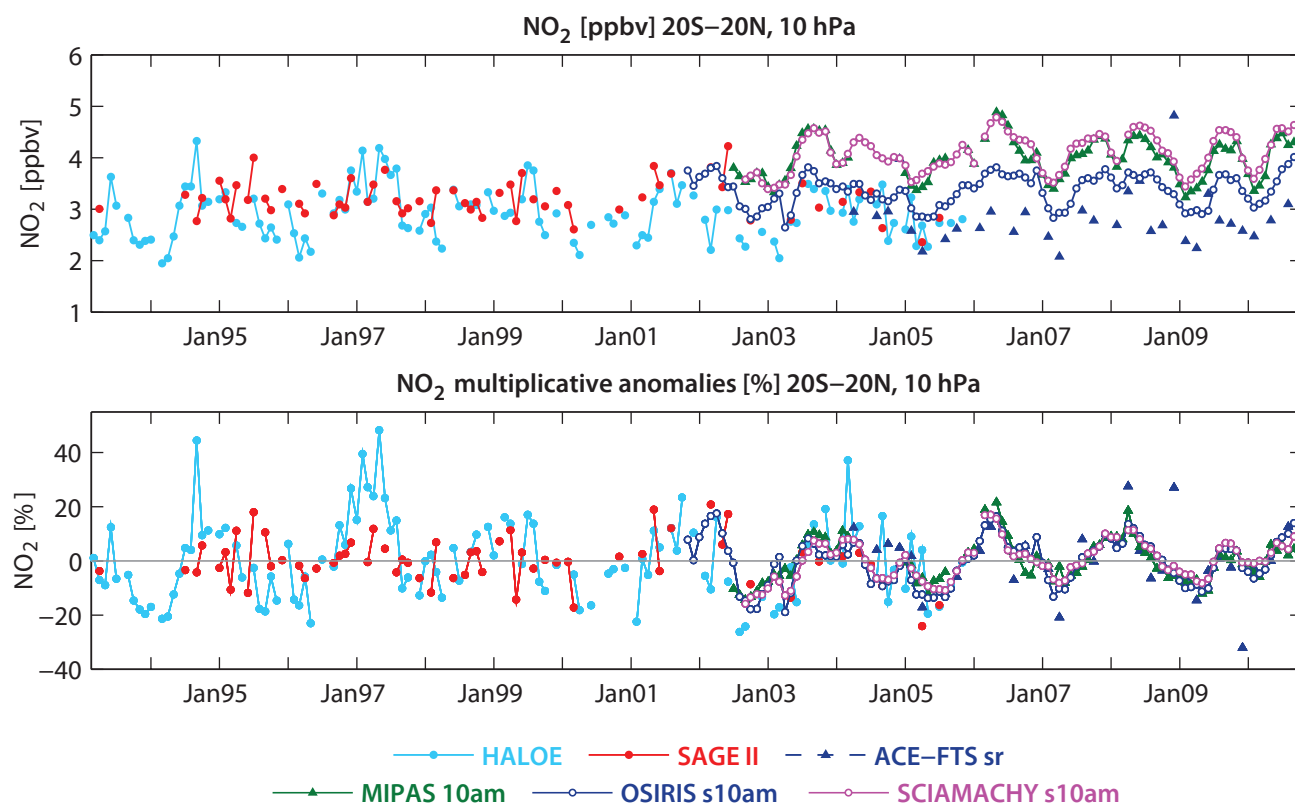 NO2 [ppbv] 20S−20N, 10 hPa
6
5
4
3
2
1
NO2 [ppbv]
Jan95 Jan97 Jan99 Jan01 Jan03 Jan05 Jan07 Jan09
NO2 multiplicative anomalies [%] 20S−20N, 10 hPa
40
20
0
−20
−40
NO2 [%]
Jan95 Jan97 Jan99 Jan01 Jan03 Jan05 Jan07 Jan09
HALOE SAGE II ACE−FTS sr
MIPAS 10am OSIRIS s10am SCIAMACHY s10am